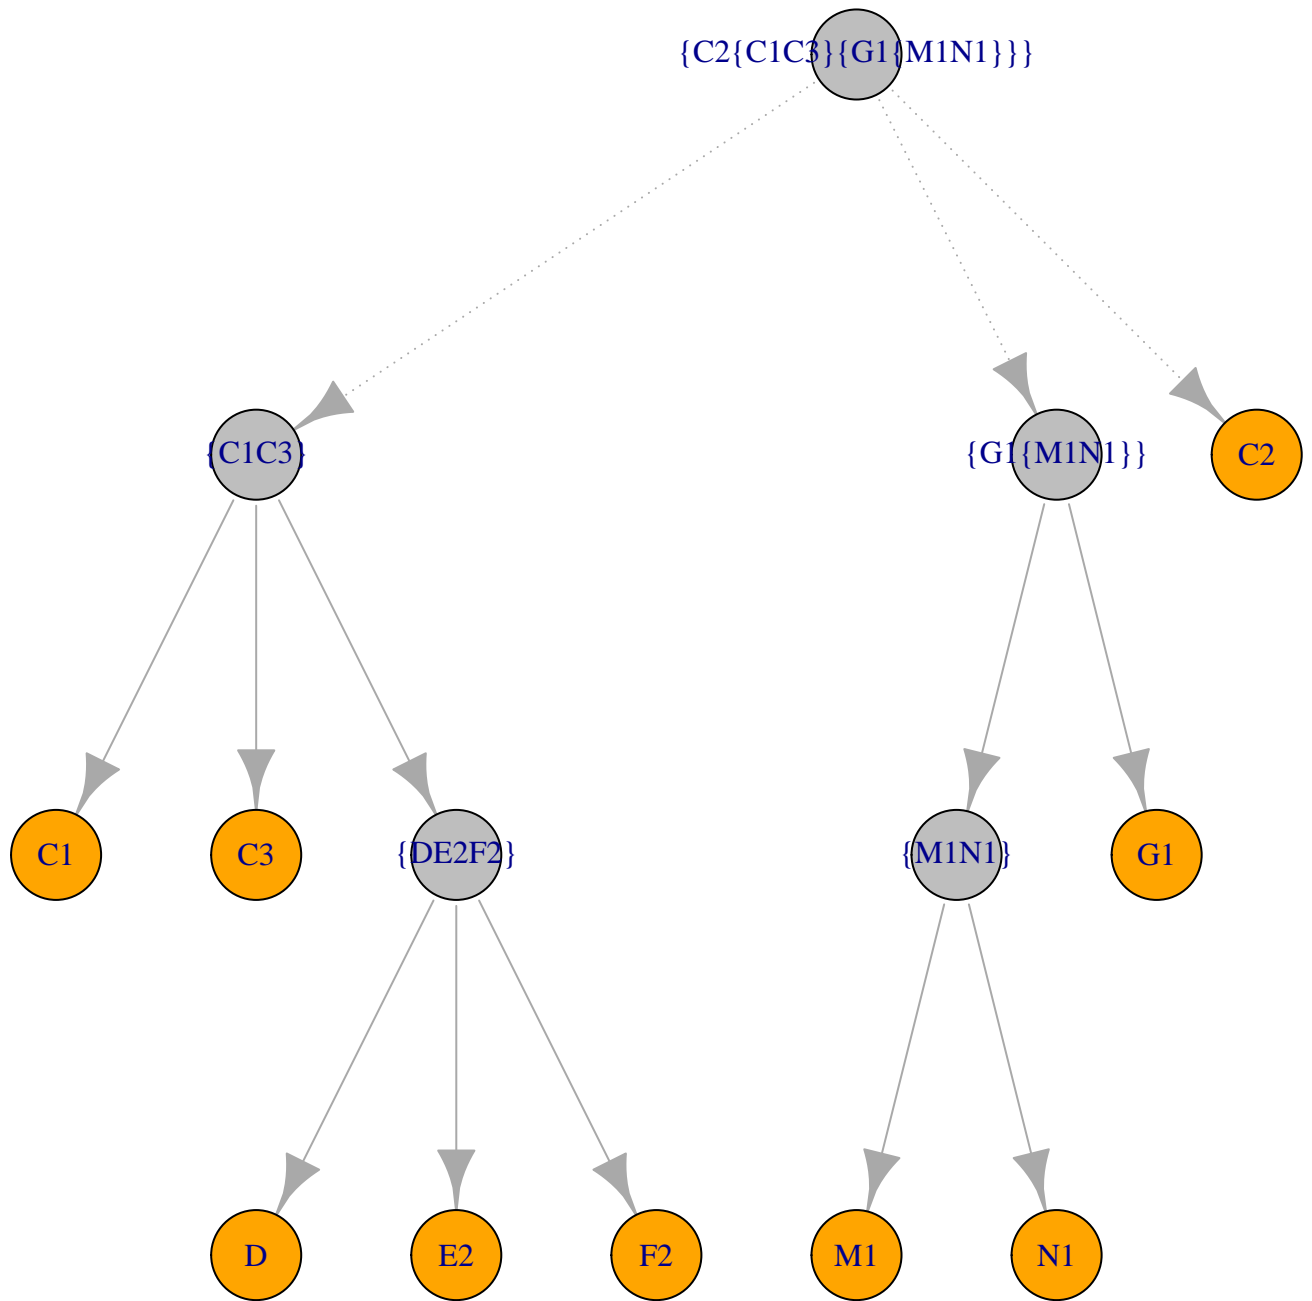 {C2{C1C3}{G1{M1N1}}}
{C1C3}
{G1{M1N1}}
C2
C1
C3
{DE2F2}
{M1N1}
G1
D
E2
F2
M1
N1